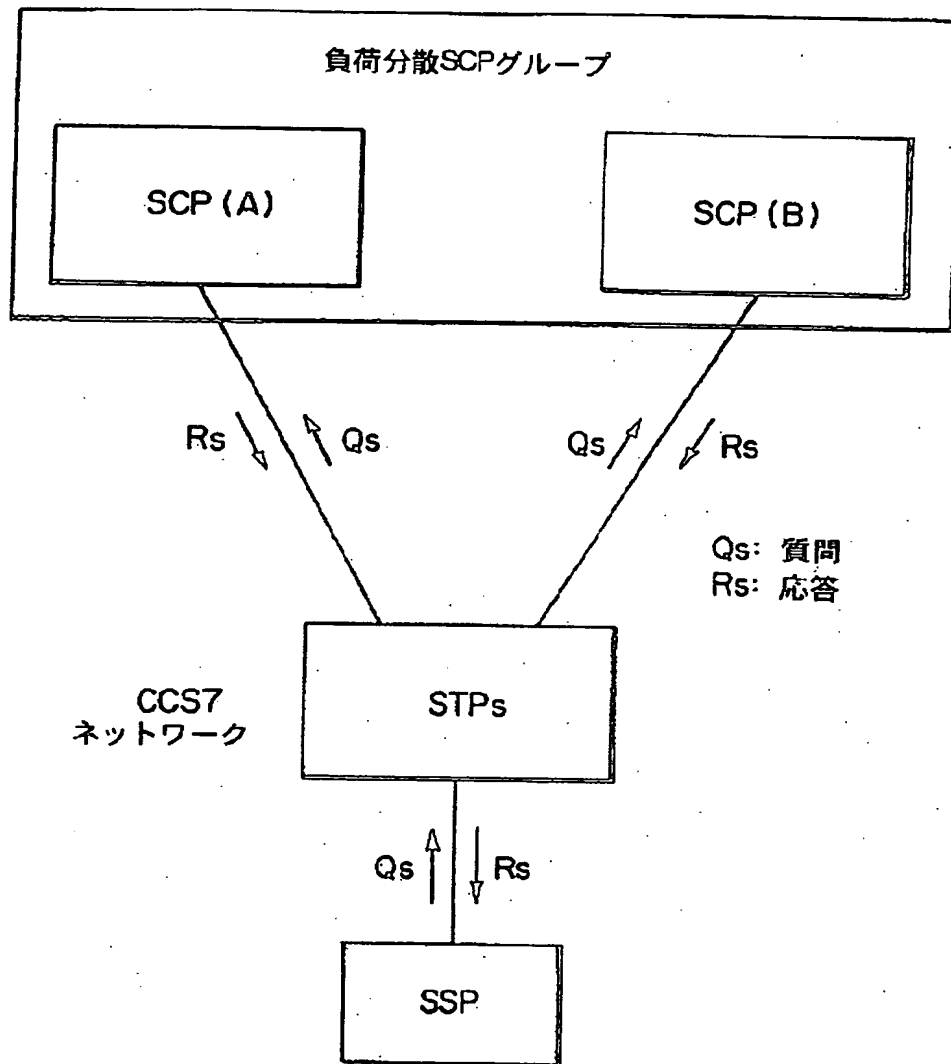 負荷分散SCPグループ
SCP (A)
SCP (B)
Rs
Qs
Qs
Rs
Qs: 質問
Rs: 応答
CCS7
ネットワーク
STPs
Qs
Rs
SSP